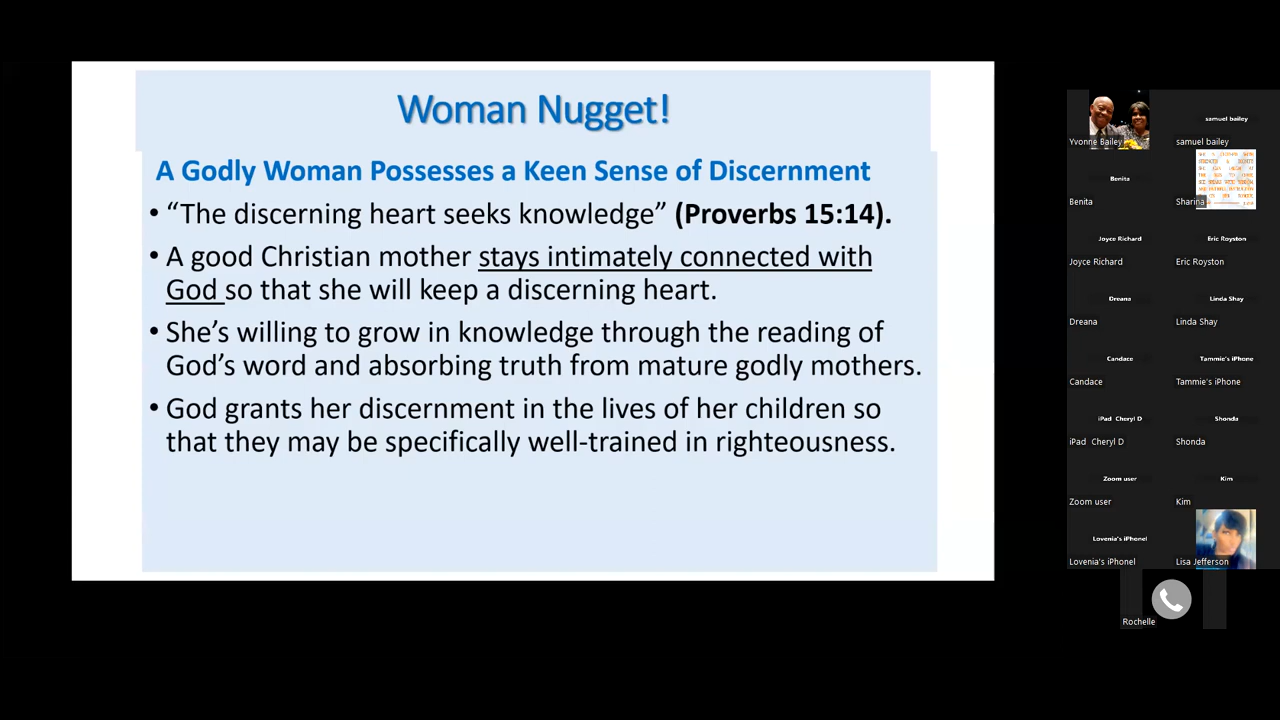 Woman Nugget!
A Godly Woman Possesses a Keen Sense of Discernment
• “The discerning heart seeks knowledge” (Proverbs 15:14).
• A good Christian mother stays intimately connected with
God so that she will keep a discerning heart.
• She’s willing to grow in knowledge through the reading of
God’s word and absorbing truth from mature godly mothers.
• God grants her discernment in the lives of her children so
that they may be specifically well-trained in righteousness.
Yvonne Bailey
samuel bailey
samuel bailey
Benita
Benita
Sharina
Joyce Richard
Joyce Richard
Eric Royston
Eric Royston
Dreana
Dreana
Linda Shay
Linda Shay
Candace
Candace
Tammie's iPhone
Tammie's iPhone
iPad Cheryl D
iPad Cheryl D
Shonda
Shonda
Zoom user
Zoom user
Kim
Kim
Lovenia's iPhonel
Lovenia's iPhonel
Lisa Jefferson
Rochelle